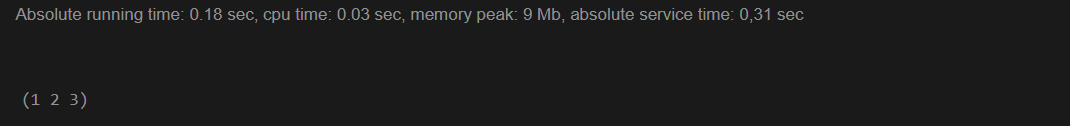 Absolute running time: 0.18 sec, cpu time: 0.03 sec, memory peak: 9 Mb, absolute service time: 0,31 sec
(1 2 3)